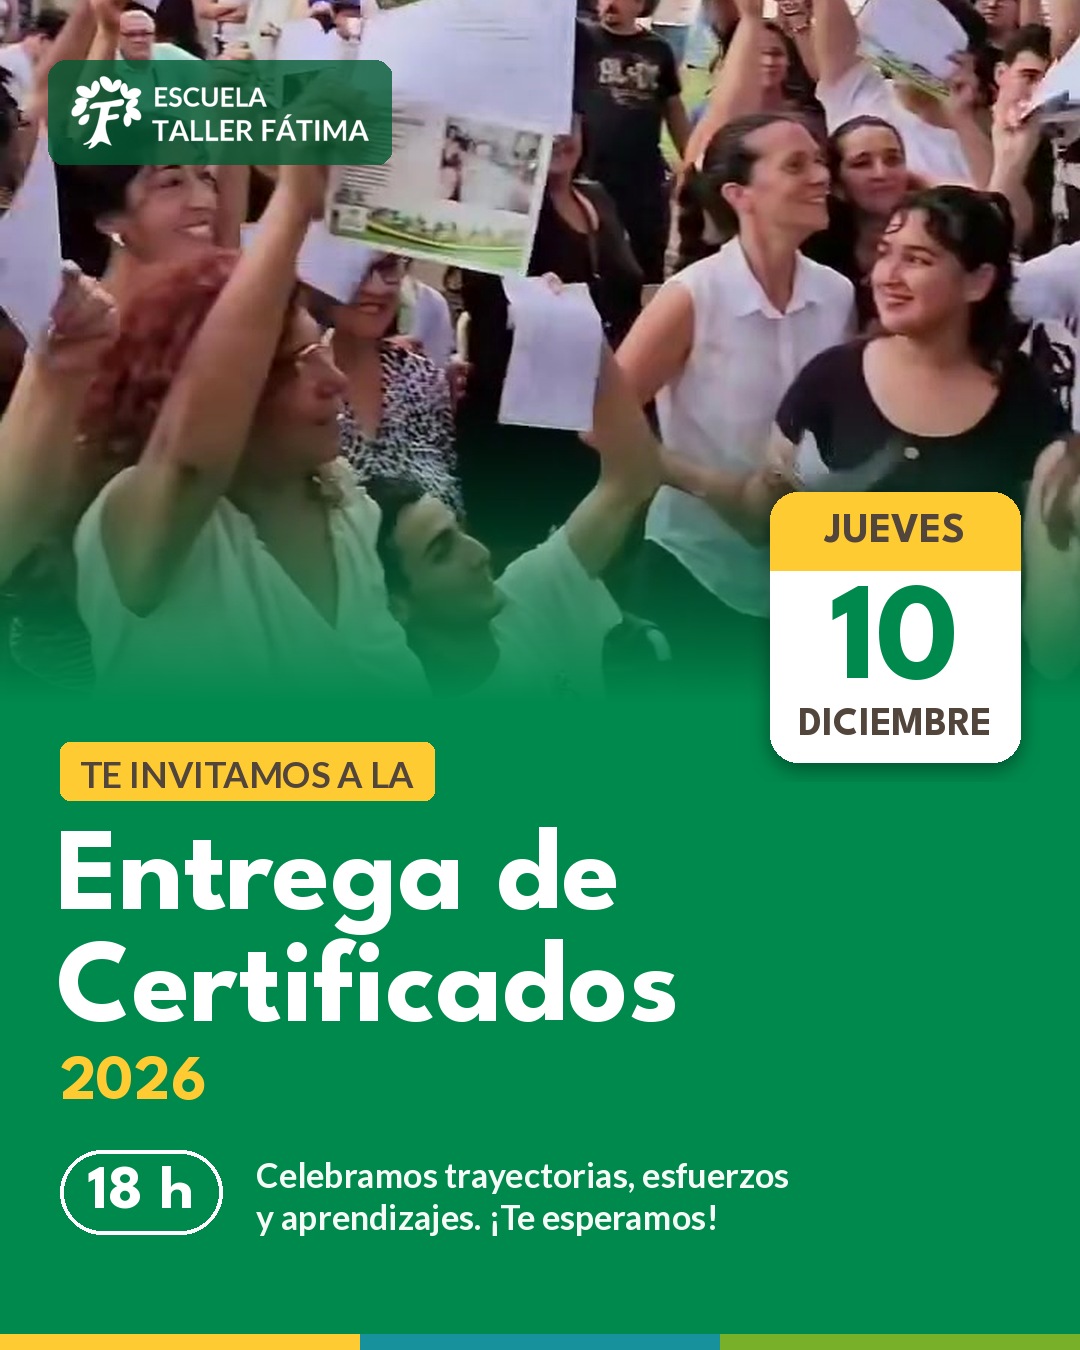 ESCUELA
TALLER FÁTIMA
JUEVES
10
DICIEMBRE
TE INVITAMOS A LA
Entrega de
Certificados
2026
18 h
Celebramos trayectorias, esfuerzos
y aprendizajes. ¡Te esperamos!